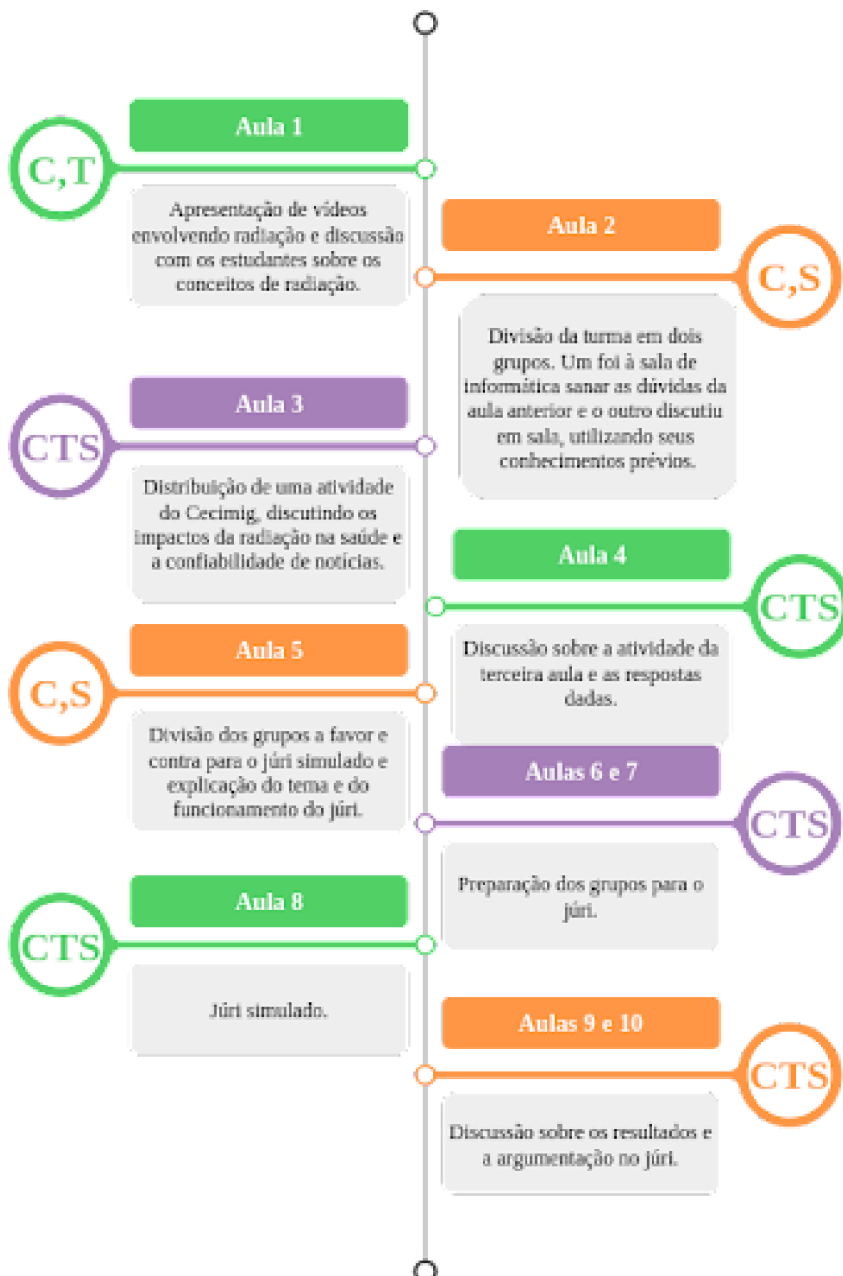 Aula 1
C,T
Apresentação de vídeos
envolvendo radiação e discussão
com os estudantes sobre os
conceitos de radiação.
Aula 2
C,S
Divisão da turma em dois
grupos. Um foi à sala de
informática sanar as dúvidas da
aula anterior e o outro discutiu
em sala, utilizando seus
conhecimentos prévios.
Aula 3
CTS
Distribuição de uma atividade
do Cecimig, discutindo os
impactos da radiação na saúde e
a confiabilidade de notícias.
Aula 4
CTS
Discussão sobre a atividade da
terceira aula e as respostas
dadas.
Aula 5
C,S
Divisão dos grupos a favor e
contra para o júri simulado e
explicação do tema e do
funcionamento do júri.
Aulas 6 e 7
CTS
Preparação dos grupos para o
júri.
Aula 8
CTS
Júri simulado.
Aulas 9 e 10
CTS
Discussão sobre os resultados e
a argumentação no júri.